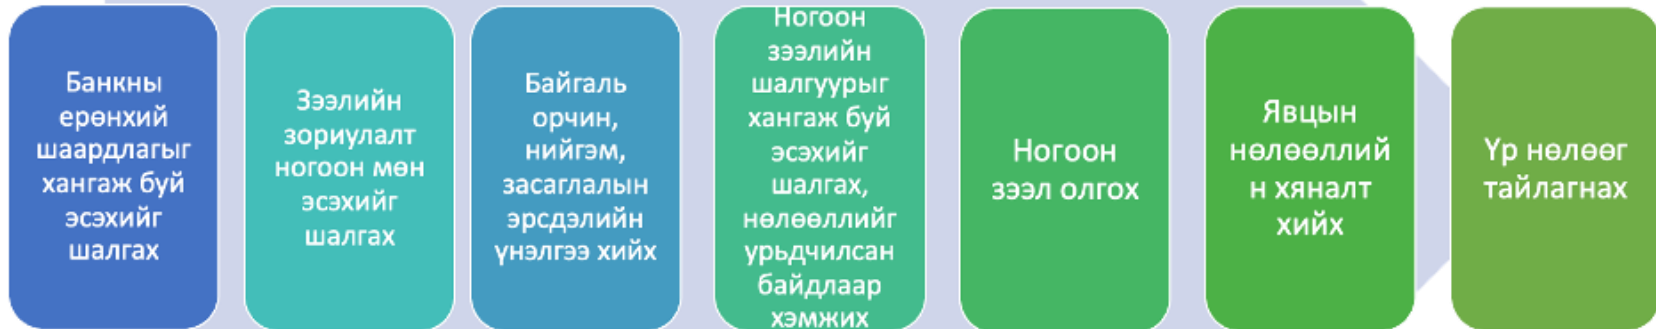 Банкны
ерөнхий
шаардлагыг
хангаж буй
эсэхийг
шалгах
Зээлийн
зориулалт
ногоон мөн
эсэхийг
шалгах
Байгаль
орчин,
нийгэм,
засаглалын
эрсдэлийн
үнэлгээ хийх
Ногоон
зээлийн
шалгуурыг
хангаж буй
эсэхийг
шалгах,
нөлөөллийг
урьдчилсан
байдлаар
хэмжих
Ногоон
зээл олгох
Явцын
нөлөөллий
н хяналт
хийх
Үр нөлөөг
тайлагнах